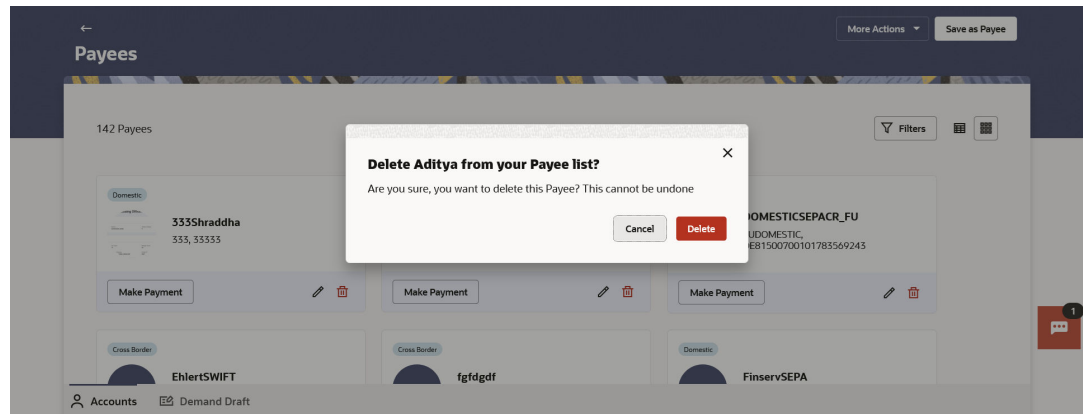 More Actions
Save as Payee
Payees
142 Payees
Filters
Delete Aditya from your Payee list?
Are you sure, you want to delete this Payee? This cannot be undone
Cancel
Delete
Domestic
333Shraddha
333, 33333
DOMESTICSEPACR_FU
UDOMESTIC,
E81500700101783569243
Make Payment
Make Payment
Make Payment
1
Cross Border
EhlertSWIFT
Cross Border
fgfdgdf
Domestic
FinservSEPA
Accounts
Demand Draft